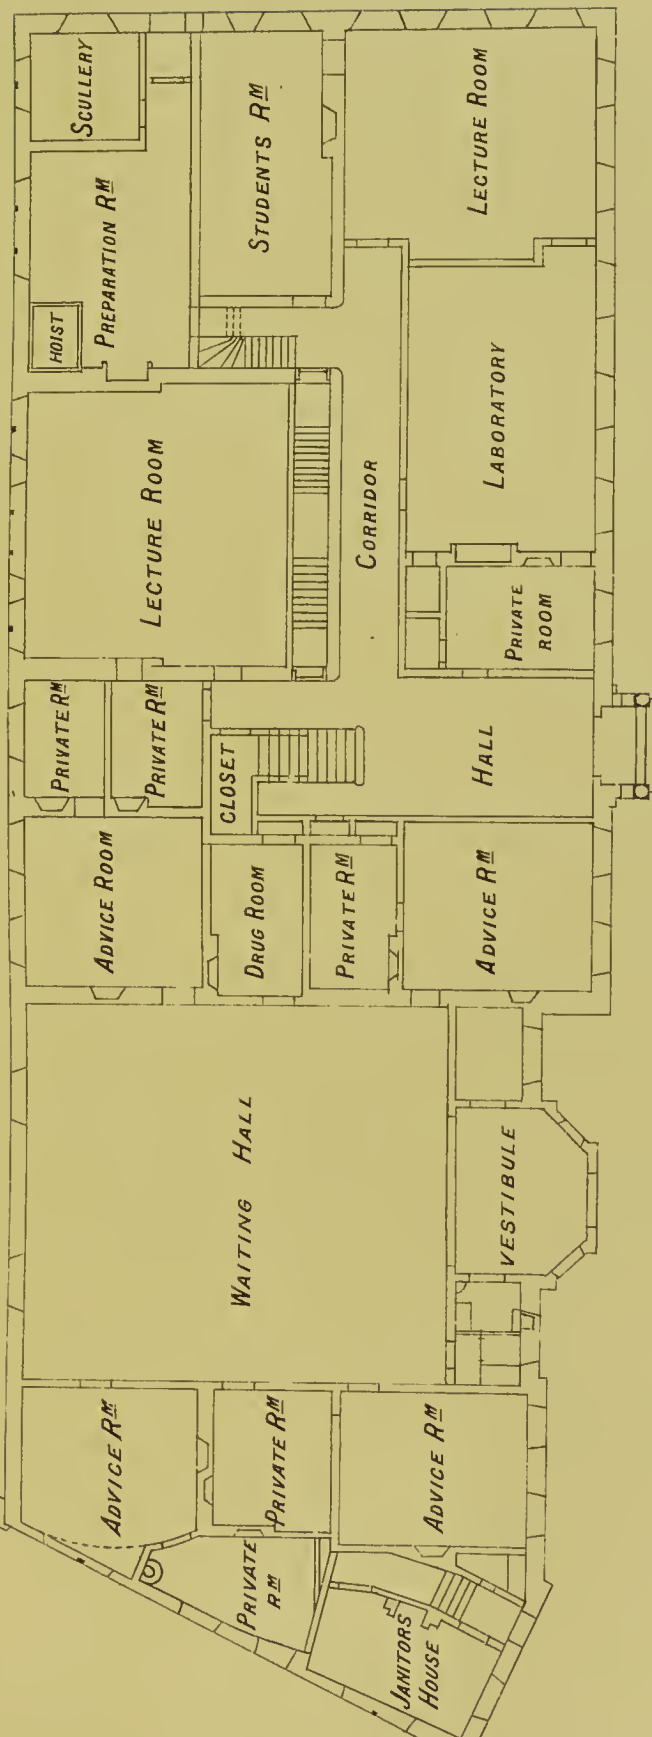 SCULLERY
STUDENTS RM
LECTURE ROOM
PREPARATION RM
HOIST
LABORATORY
LECTURE ROOM
CORRIDOR
PRIVATE
ROOM
PRIVATE RM
PRIVATE RM
CLOSET
HALL
ADVICE ROOM
DRUG ROOM
PRIVATE RM
ADVICE RM
WAITING HALL
VESTIBULE
ADVICE RM
PRIVATE RM
ADVICE RM
PRIVATE
RM
JANITORS
HOUSE